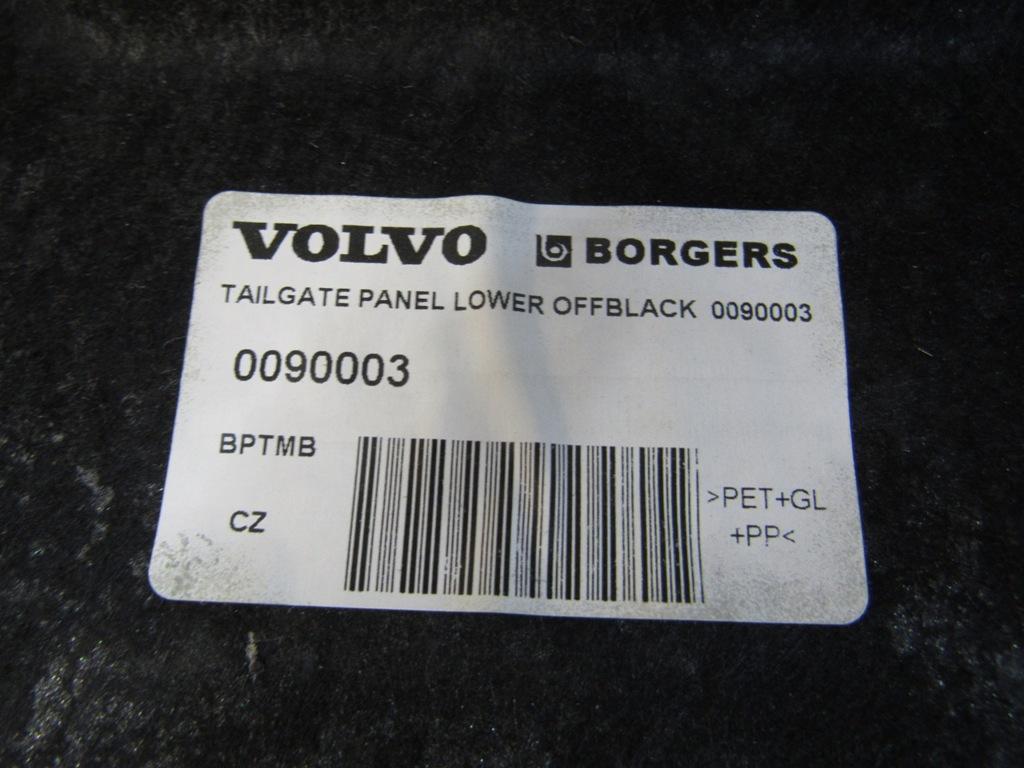 VOLVO BORGERS
TAILGATE PANEL LOWER OFFBLACK 0090003
0090003
BPTMB
CZ
>PET+GL
+PP<